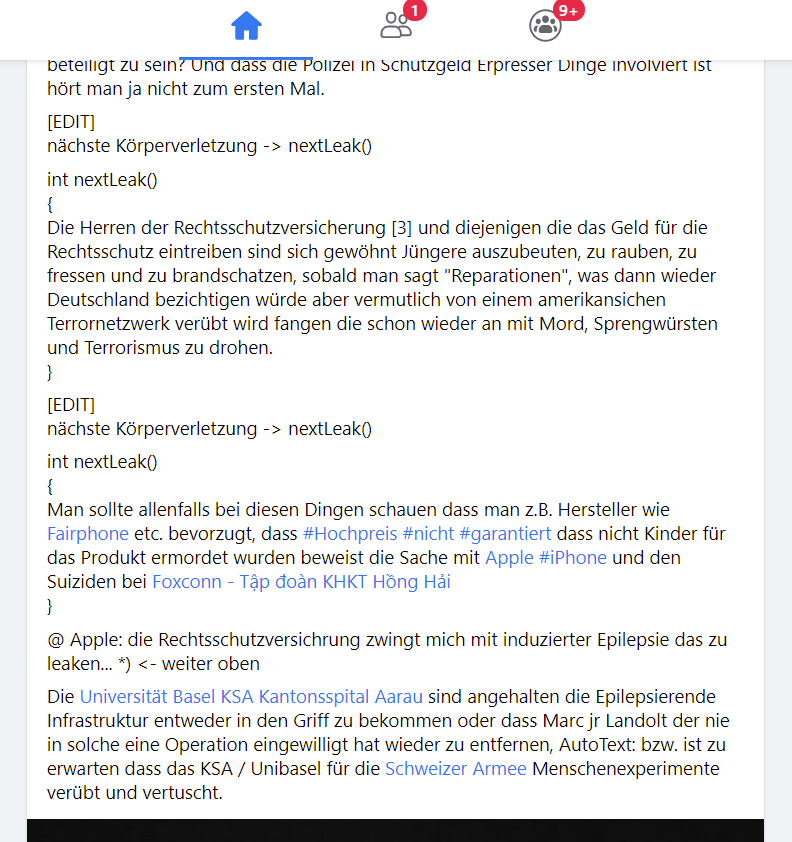 1
9+
beteiligt zu sein? Und dass die Polizei in Schutzgeld Erpresser Dinge involviert ist
hört man ja nicht zum ersten Mal.
[EDIT]
nächste Körperverletzung -> nextLeak()
int nextLeak()
{
Die Herren der Rechtsschutzversicherung [3] und diejenigen die das Geld für die
Rechtsschutz eintreiben sind sich gewöhnt Jüngere auszubeuten, zu rauben, zu
fressen und zu brandschatzen, sobald man sagt "Reparationen", was dann wieder
Deutschland bezichtigen würde aber vermutlich von einem amerikansichen
Terrornetzwerk verübt wird fangen die schon wieder an mit Mord, Sprengwürsten
und Terrorismus zu drohen.
}
[EDIT]
nächste Körperverletzung -> nextLeak()
int nextLeak()
{
Man sollte allenfalls bei diesen Dingen schauen dass man z.B. Hersteller wie
Fairphone etc. bevorzugt, dass #Hochpreis #nicht #garantiert dass nicht Kinder für
das Produkt ermordet wurden beweist die Sache mit Apple #iPhone und den
Suiziden bei Foxconn - Tập đoàn KHKT Hồng Hải
}
@ Apple: die Rechtsschutzversichrung zwingt mich mit induzierter Epilepsie das zu
leaken... *) <- weiter oben
Die Universität Basel KSA Kantonsspital Aarau sind angehalten die Epilepsierende
Infrastruktur entweder in den Griff zu bekommen oder dass Marc jr Landolt der nie
in solche eine Operation eingewilligt hat wieder zu entfernen, AutoText: bzw. ist zu
erwarten dass das KSA / Unibasel für die Schweizer Armee Menschenexperimente
verübt und vertuscht.